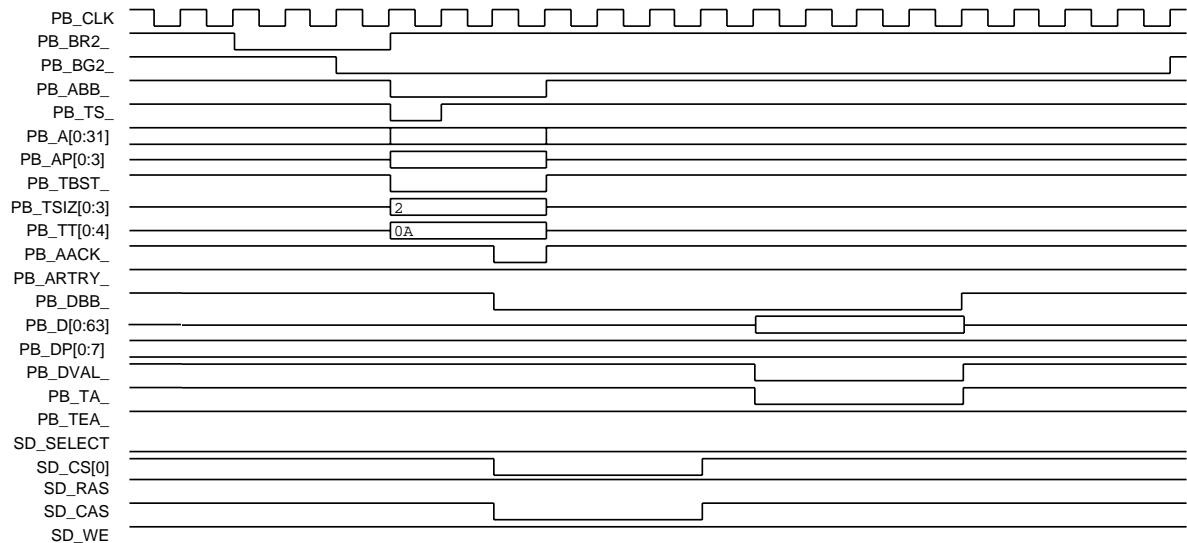 PB_CLK
PB_BR2_
PB_BG2_
PB_ABB_
PB_TS_
PB_A[0:31]
PB_AP[0:3]
PB_TBST_
PB_TSIZ[0:3] 2
PB_TT[0:4] 0A
PB_AACK_
PB_ARTRY_
PB_DBB_
PB_D[0:63]
PB_DP[0:7]
PB_DVAL_
PB_TA_
PB_TEA_
SD_SELECT
SD_CS[0]
SD_RAS
SD_CAS
SD_WE